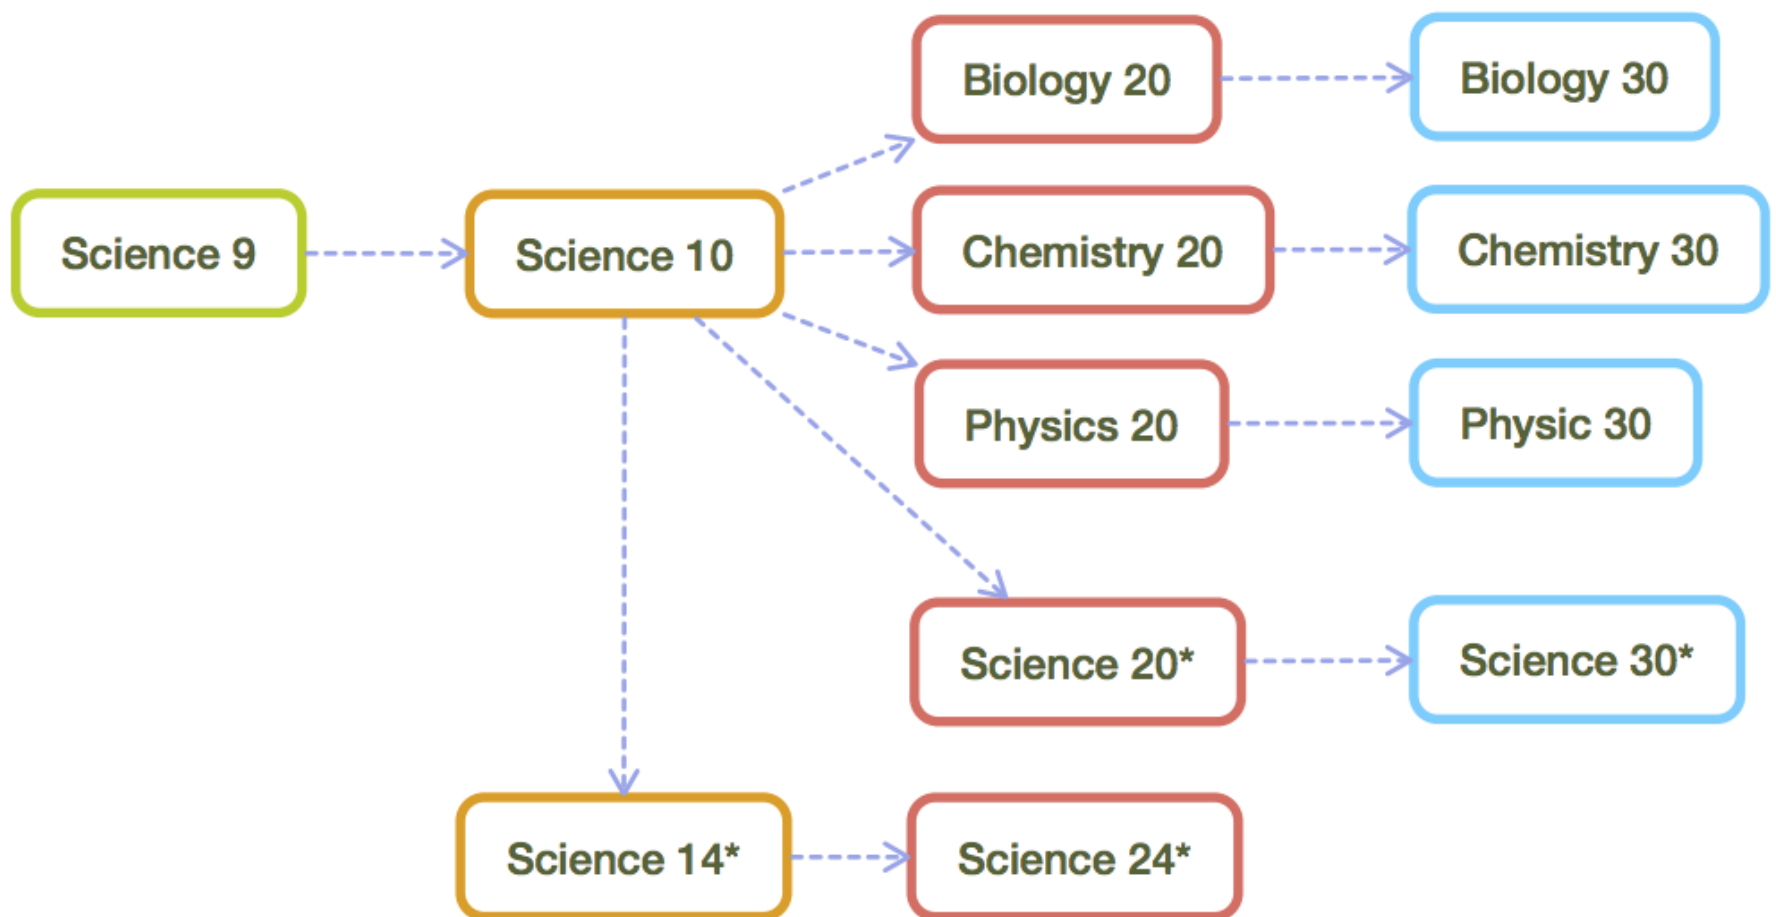 Biology 20
Biology 30
Science 9
Science 10
Chemistry 20
Chemistry 30
Physics 20
Physic 30
Science 20*
Science 30*
Science 14*
Science 24*